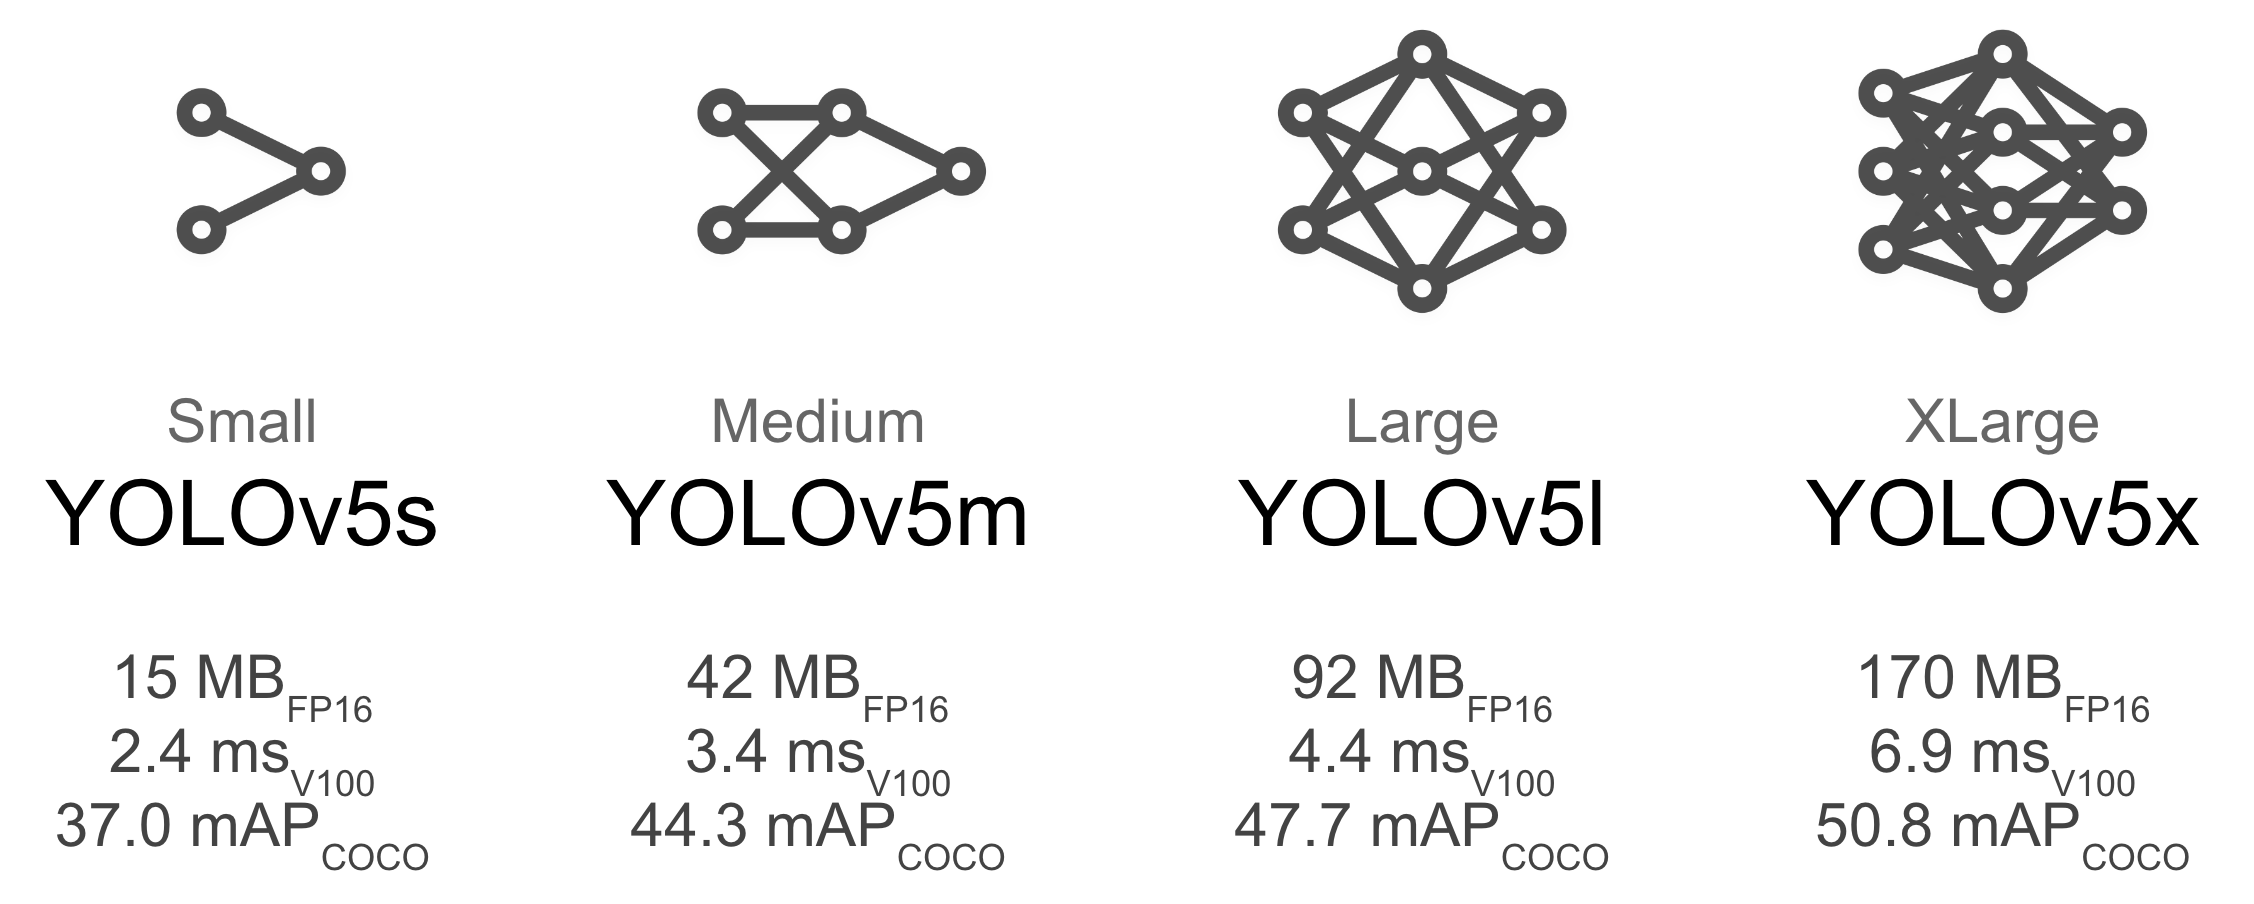 Small
YOLOv5s
15 MB FP16
2.4 ms V100
37.0 mAP COCO
Medium
YOLOv5m
42 MB FP16
3.4 ms V100
44.3 mAP COCO
Large
YOLOv5l
92 MB FP16
4.4 ms V100
47.7 mAP COCO
XLarge
YOLOv5x
170 MB FP16
6.9 ms V100
50.8 mAP COCO